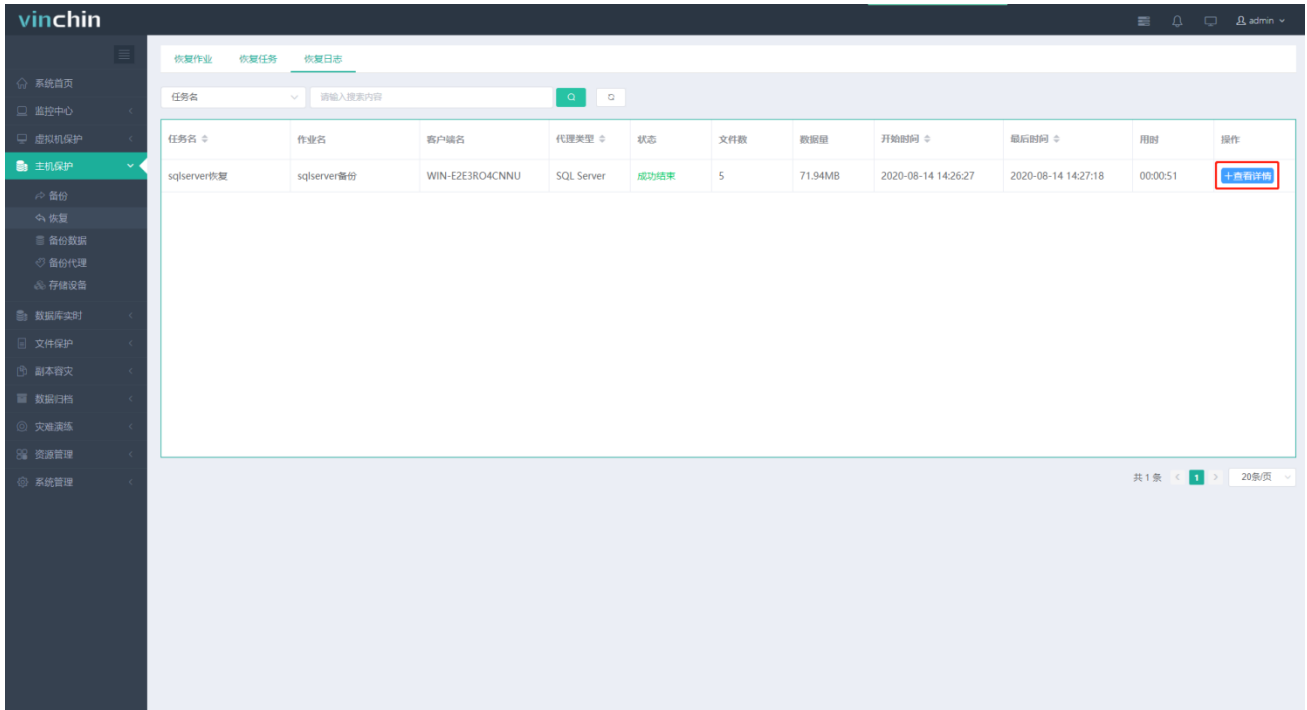 vinchin
admin
系统首页
监控中心
虚拟机保护
主机保护
备份
恢复
备份数据
备份代理
存储设备
数据库实时
文件保护
副本容灾
数据归档
灾难演练
资源管理
系统管理
恢复作业 恢复任务 恢复日志
任务名 请输入搜索内容
任务名 作业名 客户端名 代理类型 状态 文件数 数据量 开始时间 最后时间 用时 操作
sqlserver恢复 sqlserver备份 WIN-E2E3RO4CNNU SQL Server 成功结束 5 71.94MB 2020-08-14 14:26:27 2020-08-14 14:27:18 00:00:51 +查看详情
共 1 条 < 1 > 20条/页